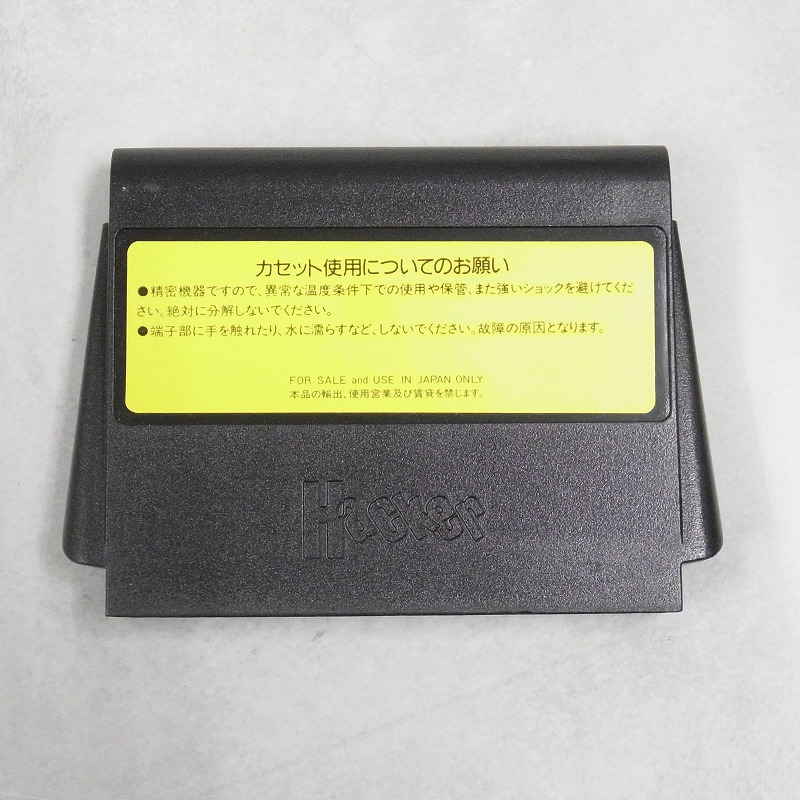 カセット使用についてのお願い
●精密機器ですので、異常な温度条件下での使用や保管、また強いショックを避けてくだ
さい。絶対に分解しないでください。
●端子部に手を触れたり、水に濡らすなど、しないでください。故障の原因となります。
FOR SALE and USE IN JAPAN ONLY
本品の輸出、使用営業及び賃貸を禁じます。
Hacker